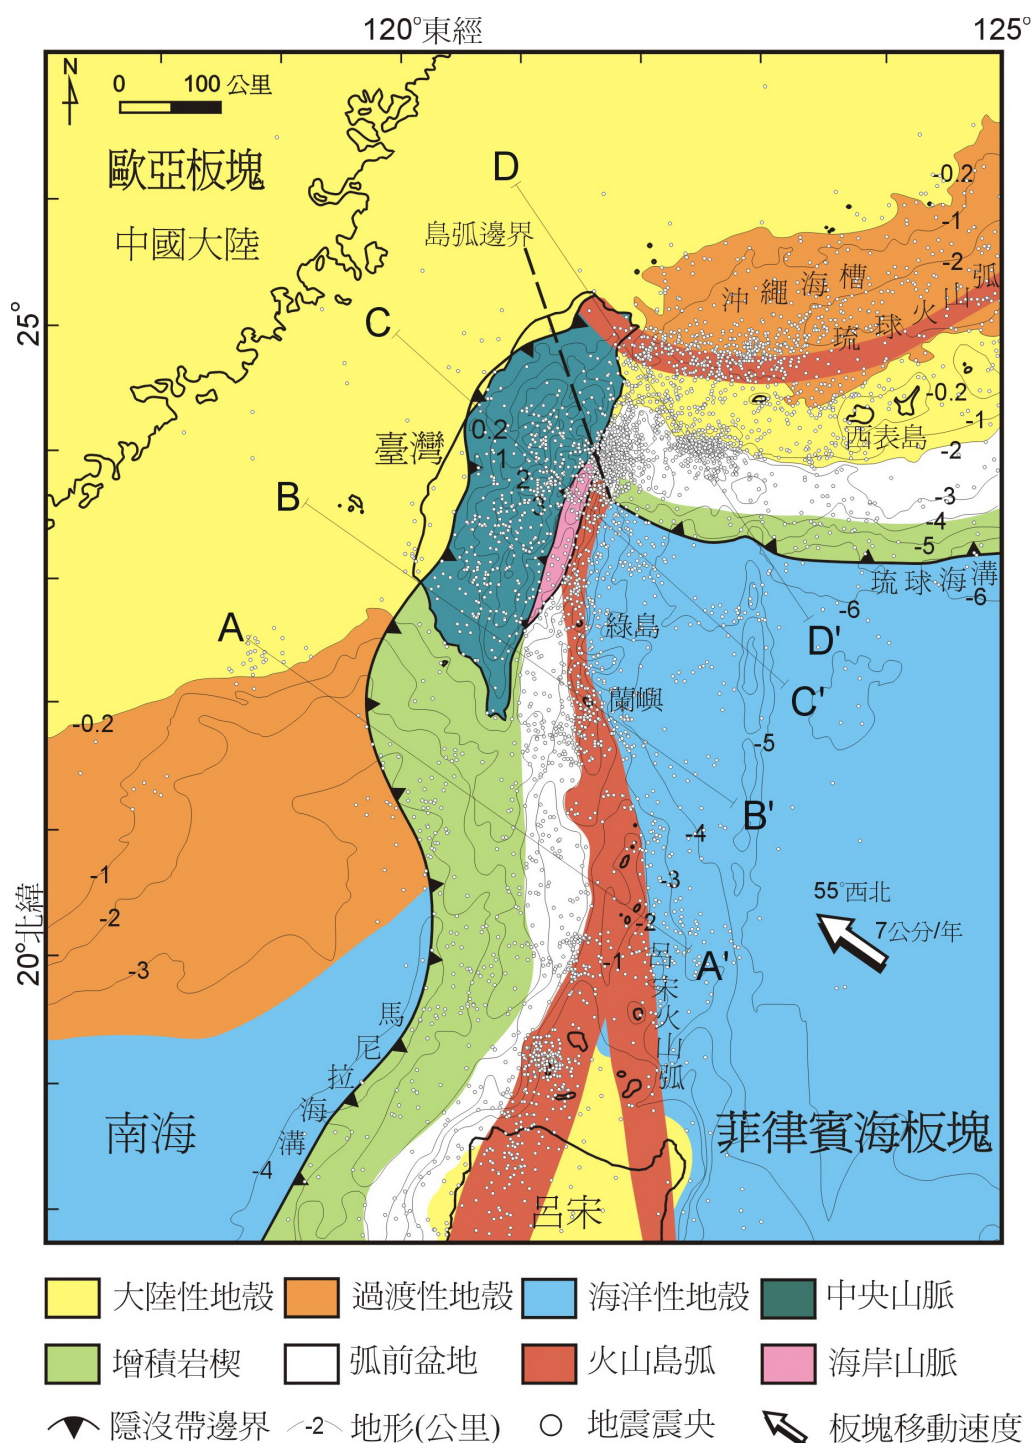 120°東經
125°
N
0 100 公里
歐亞板塊
中國大陸
D
島弧邊界
-0.2
-1
-2
沖繩海槽
琉球火山弧
25°
C
臺灣
0.2
1
2
3
-0.2
-1
西表島
-2
-3
-4
-5
琉球海溝
-6
-6
B
A
綠島
蘭嶼
D'
C'
-5
B'
-4
-0.2
-1
-2
-3
20°北緯
-3
-2
-1
A'
55°西北
7公分/年
呂宋火山弧
馬尼拉海溝
南海
-4
菲律賓海板塊
呂宋
大陸性地殼
過渡性地殼
海洋性地殼
中央山脈
增積岩楔
弧前盆地
火山島弧
海岸山脈
隱沒帶邊界
-2 地形(公里)
地震震央
板塊移動速度